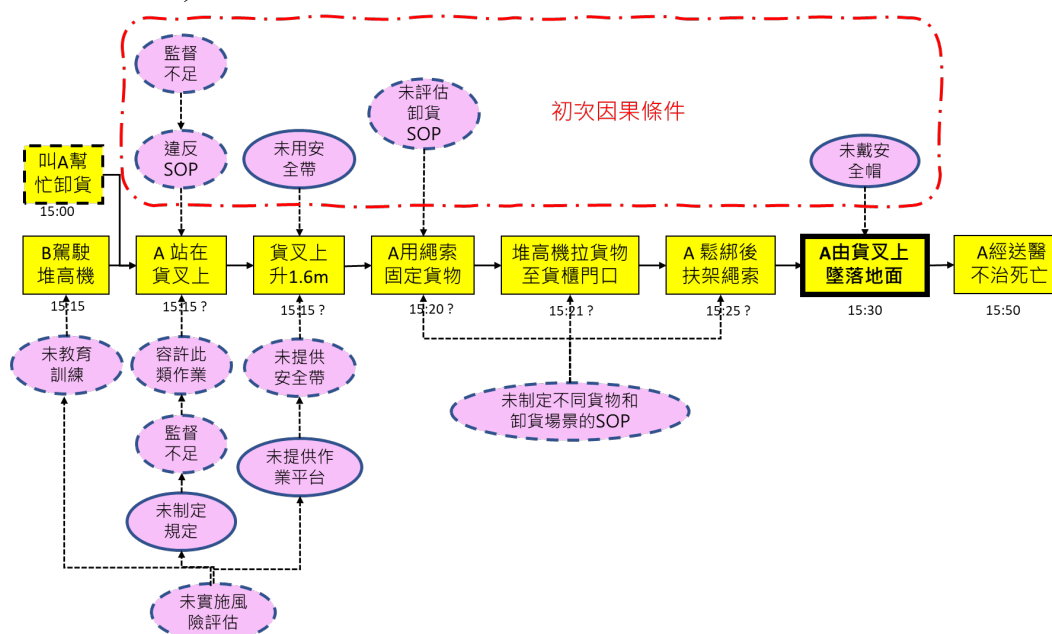 監督
不足
未評估
卸貨
SOP
初次因果條件
違反
SOP
未用安
全帶
未戴安
全帽
叫A幫
忙卸貨
15:00
B駕駛
堆高機
A 站在
貨叉上
貨叉上
升1.6m
A用繩索
固定貨物
堆高機拉貨物
至貨櫃門口
A 鬆綁後
扶架繩索
A由貨叉上
墜落地面
A經送醫
不治死亡
15:15
15:15 ?
15:15 ?
15:20 ?
15:21 ?
15:25 ?
15:30
15:50
未教育
訓練
容許此
類作業
未提供
安全帶
未制定不同貨物和
卸貨場景的SOP
監督
不足
未提供作
業平台
未制定
規定
未實施風
險評估